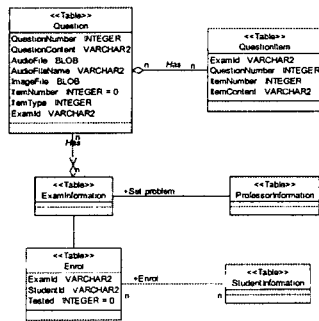 <<Table>>
Question
QuestionNumber INTEGER
QuestionContent VARCHAR2
AudioFile BLOB
AudioFileName VARCHAR2
ImageFile BLOB
ItemNumber INTEGER = 0
ItemType INTEGER
ExamId VARCHAR2
<<Table>>
QuestionItem
ExamId VARCHAR2
QuestionNumber INTEGER
ItemNumber INTEGER
ItemContent VARCHAR2
n Has n
n
Has
n
<<Table>>
ExamInformation
+Set problem
<<Table>>
ProfessorInformation
<<Table>>
Enrol
ExamId VARCHAR2
StudentId VARCHAR2
Tested INTEGER = 0
+Enrol
n n
<<Table>>
StudentInformation